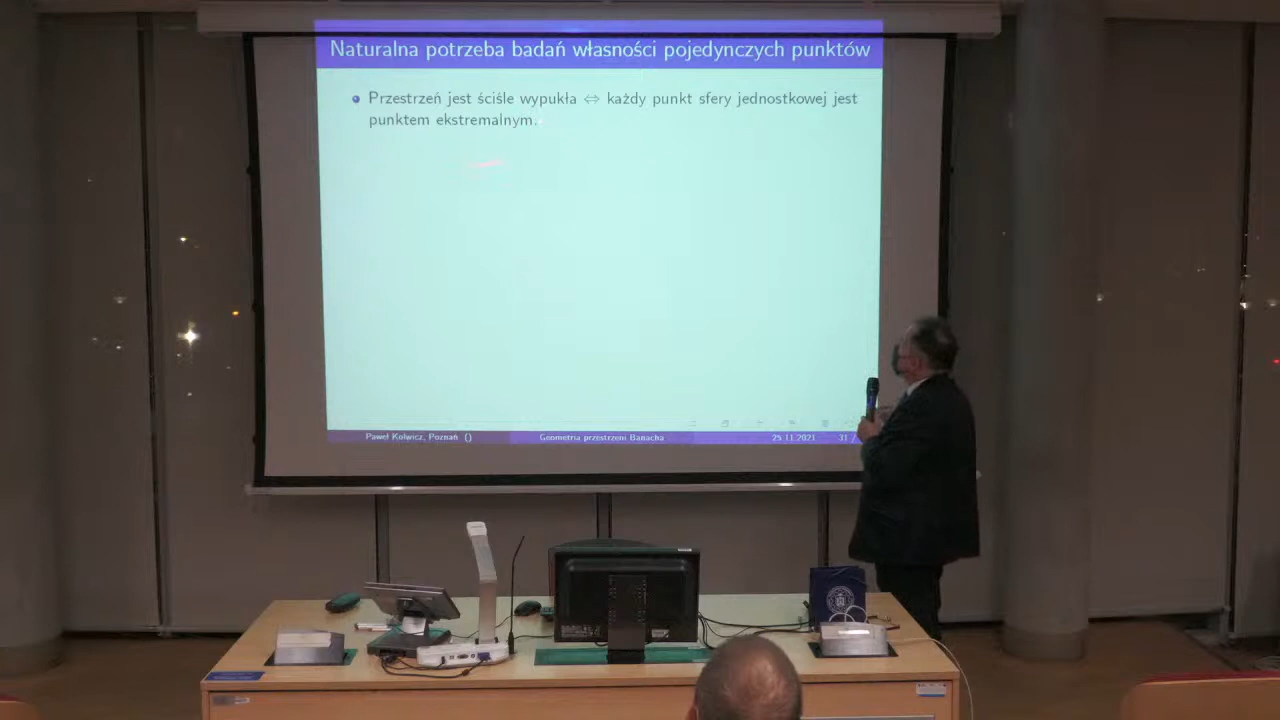 Naturalna potrzeba badań własności pojedynczych punktów
Przestrzeń jest ściśle wypukła ⇔ każdy punkt sfery jednostkowej jest
punktem ekstremalnym.
Paweł Kolwicz, Poznań () Geometria przestrzeni Banacha 25.11.2021 31 /